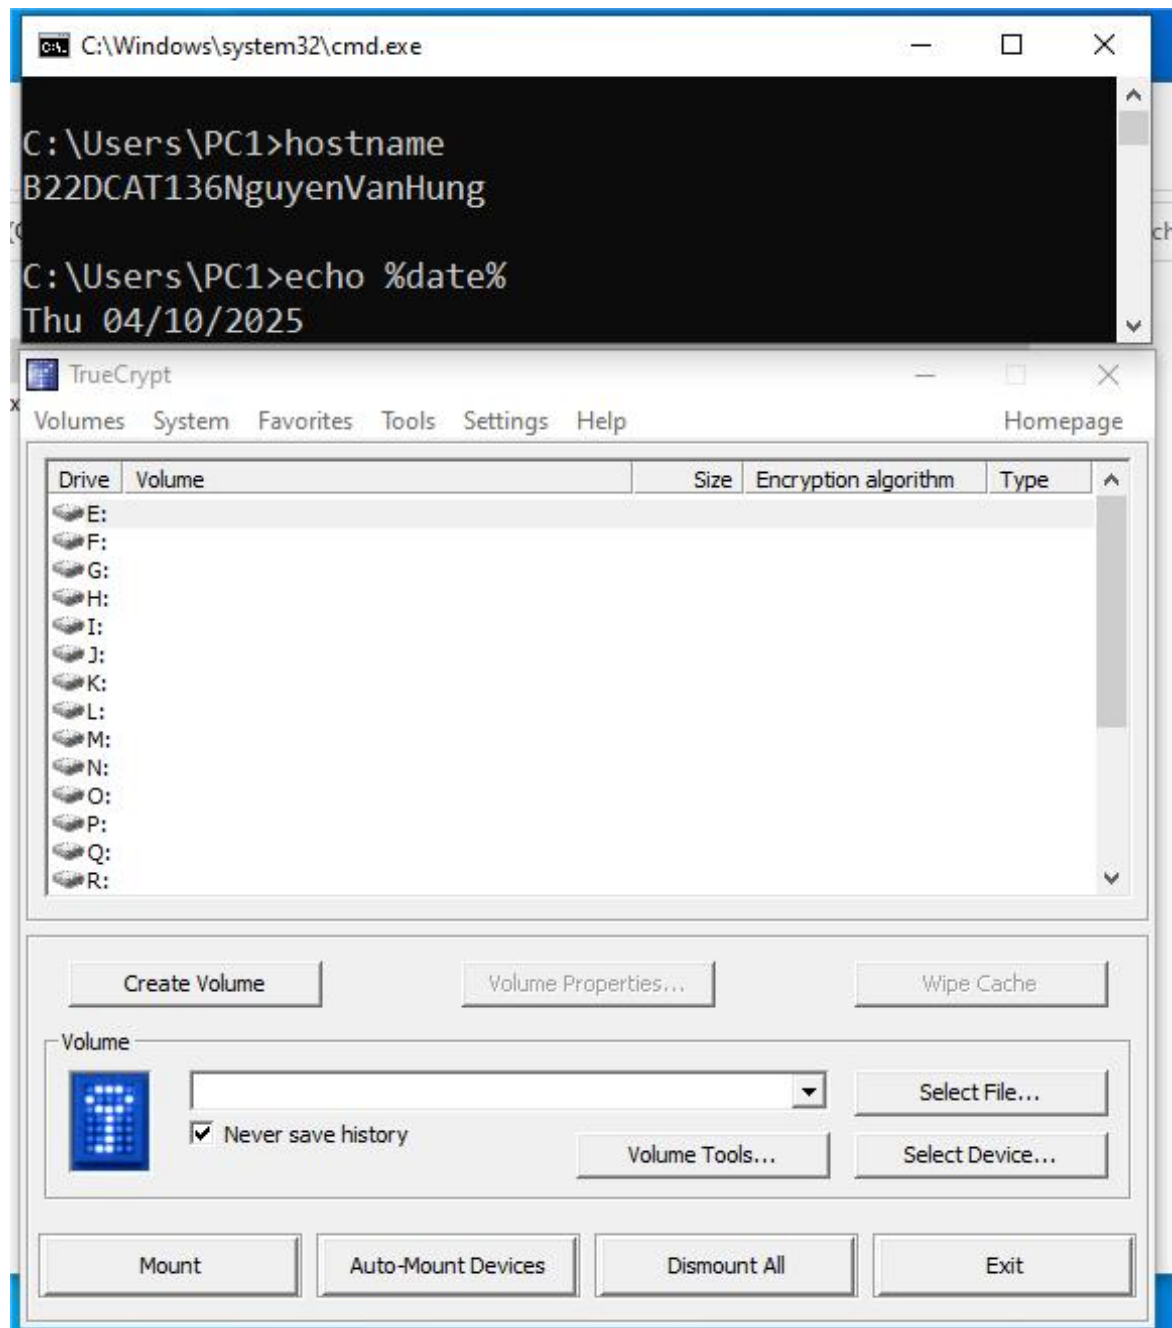 C:\Windows\system32\cmd.exe
C:\Users\PC1>hostname
B22DCAT136NguyenVanHung
C:\Users\PC1>echo %date%
Thu 04/10/2025
TrueCrypt
Volumes System Favorites Tools Settings Help Homepage
Drive Volume Size Encryption algorithm Type
E:
F:
G:
H:
I:
J:
K:
L:
M:
N:
O:
P:
Q:
R:
Create Volume Volume Properties... Wipe Cache
Volume
Select File...
Never save history
Volume Tools... Select Device...
Mount Auto-Mount Devices Dismount All Exit